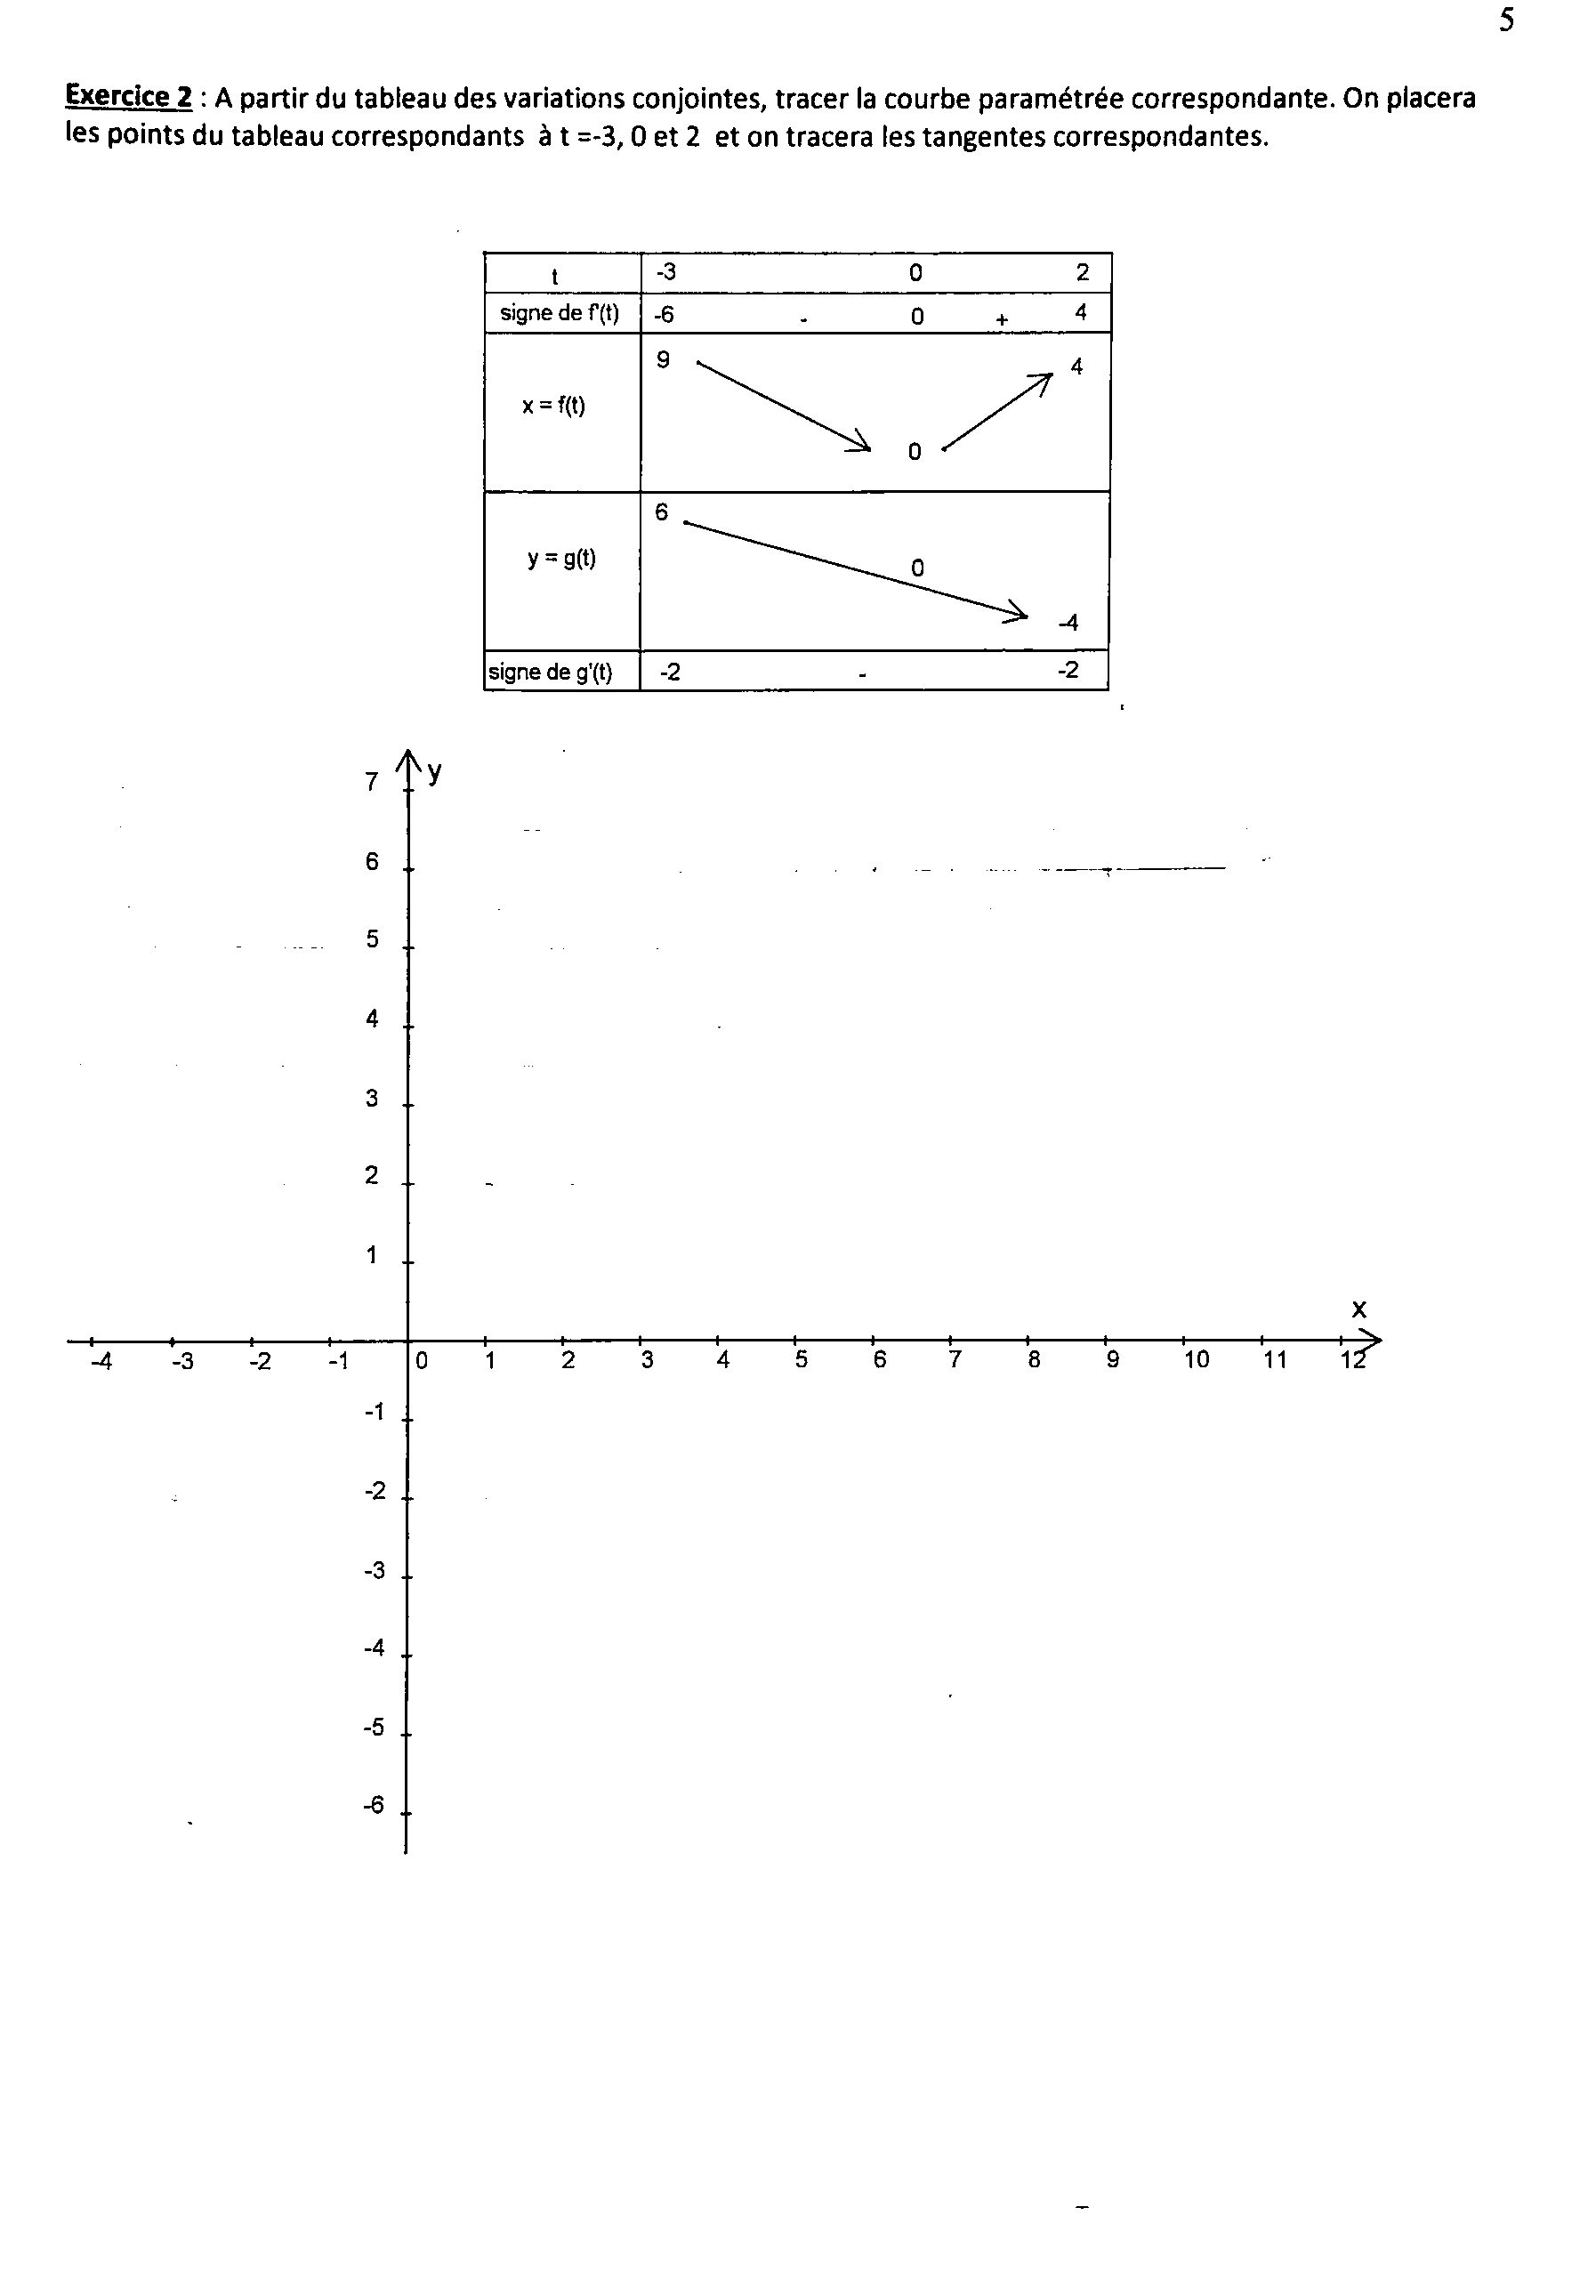 5
Exercice 2 : A partir du tableau des variations conjointes, tracer la courbe paramétrée correspondante. On placera
les points du tableau correspondants à t =-3, 0 et 2 et on tracera les tangentes correspondantes.
t -3 0 2
signe de f'(t) -6 - 0 + 4
9 4
x = f(t)
0
6
y = g(t) 0
-4
signe de g'(t) -2 - -2
y
7
6
5
4
3
2
1
x
-4 -3 -2 -1 0 1 2 3 4 5 6 7 8 9 10 11 12
-1
-2
-3
-4
-5
-6